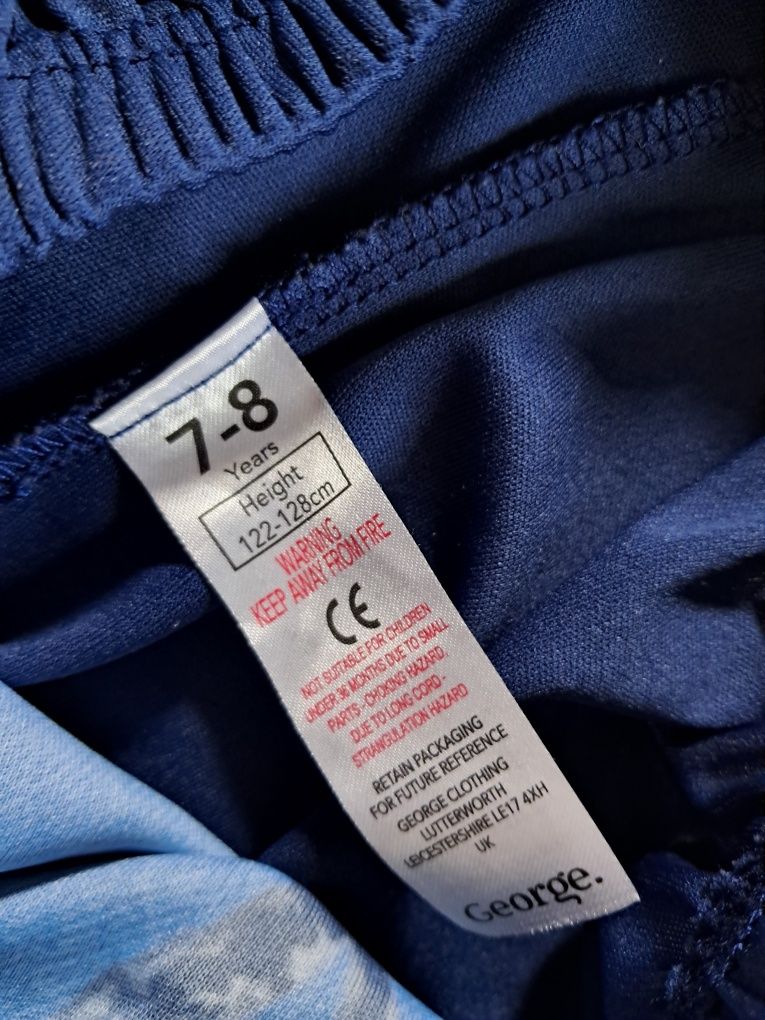 7-8
Years
Height
122-128cm
WARNING
KEEP AWAY FROM FIRE
CE
NOT SUITABLE FOR CHILDREN
UNDER 36 MONTHS DUE TO SMALL
PARTS - CHOKING HAZARD
DUE TO LONG CORD -
STRANGULATION HAZARD
RETAIN PACKAGING
FOR FUTURE REFERENCE
GEORGE CLOTHING
LUTTERWORTH
LEICESTERSHIRE LE17 4XH
UK
George.